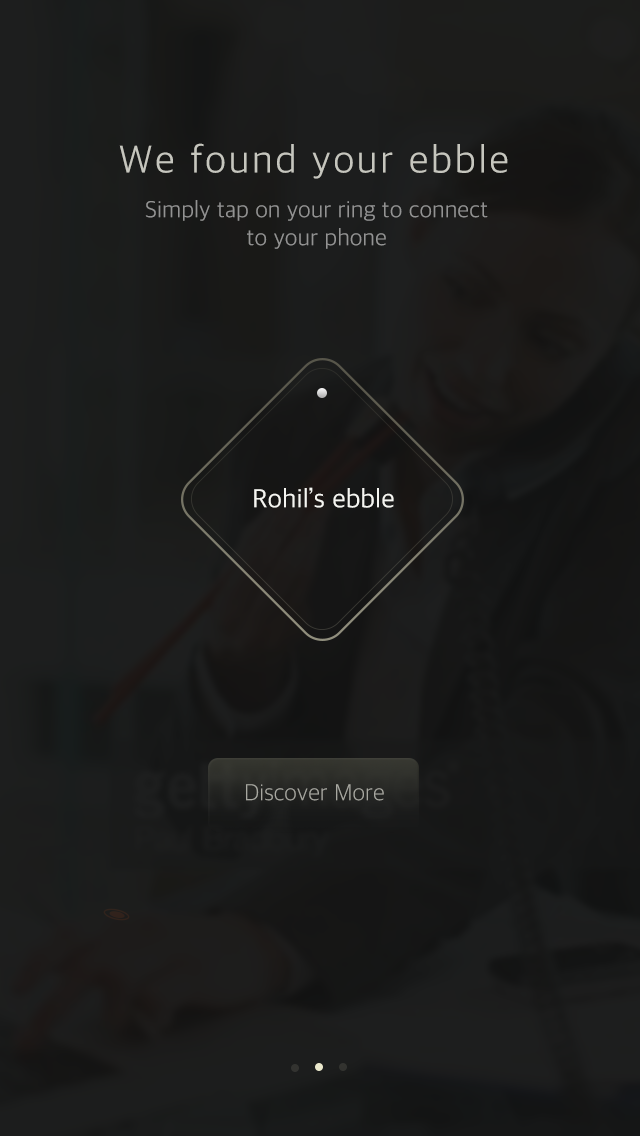 We found your ebble
Simply tap on your ring to connect
to your phone
Rohil’s ebble
Discover More